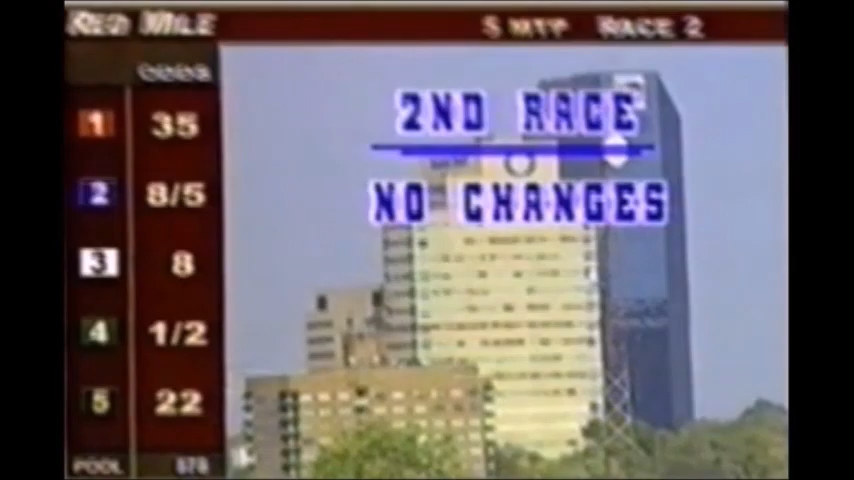 RED MILE 5 MTP RACE 2
ODDS
1 35
2 8/5
3 8
4 1/2
5 22
POOL
2ND RACE
NO CHANGES